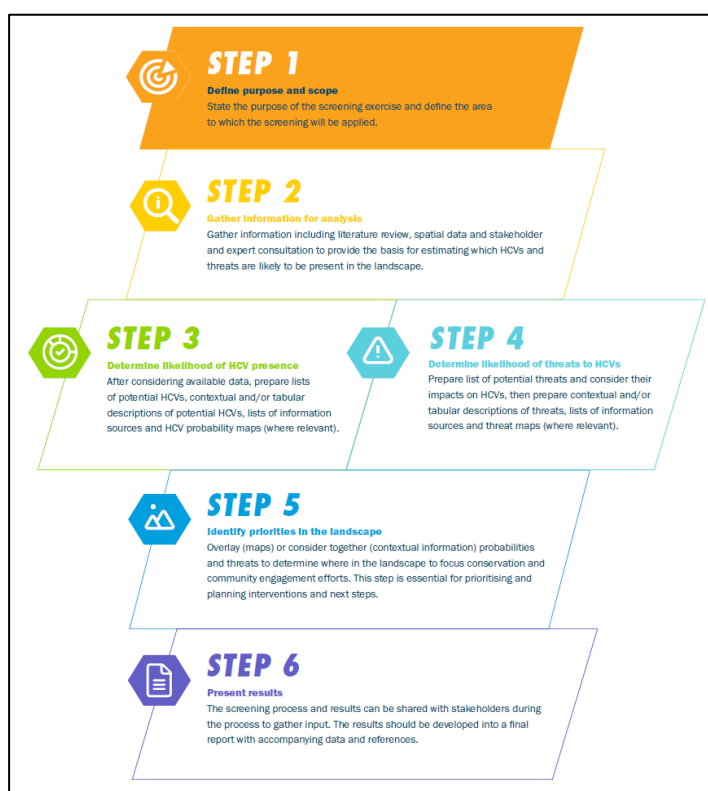 STEP 1
Define purpose and scope
State the purpose of the screening exercise and define the area
to which the screening will be applied.
STEP 2
Gather information for analysis
Gather information including literature review, spatial data and stakeholder
and expert consultation to provide the basis for estimating which HCVs and
threats are likely to be present in the landscape.
STEP 3
Determine likelihood of HCV presence
After considering available data, prepare lists
of potential HCVs, contextual and/or tabular
descriptions of potential HCVs, lists of information
sources and HCV probability maps (where relevant).
STEP 4
Determine likelihood of threats to HCVs
Prepare list of potential threats and consider their
impacts on HCVs, then prepare contextual and/or
tabular descriptions of threats, lists of information
sources and threat maps (where relevant).
STEP 5
Identify priorities in the landscape
Overlay (maps) or consider together (contextual information) probabilities
and threats to determine where in the landscape to focus conservation and
community engagement efforts. This step is essential for prioritising and
planning interventions and next steps.
STEP 6
Present results
The screening process and results can be shared with stakeholders during
the process to gather input. The results should be developed into a final
report with accompanying data and references.